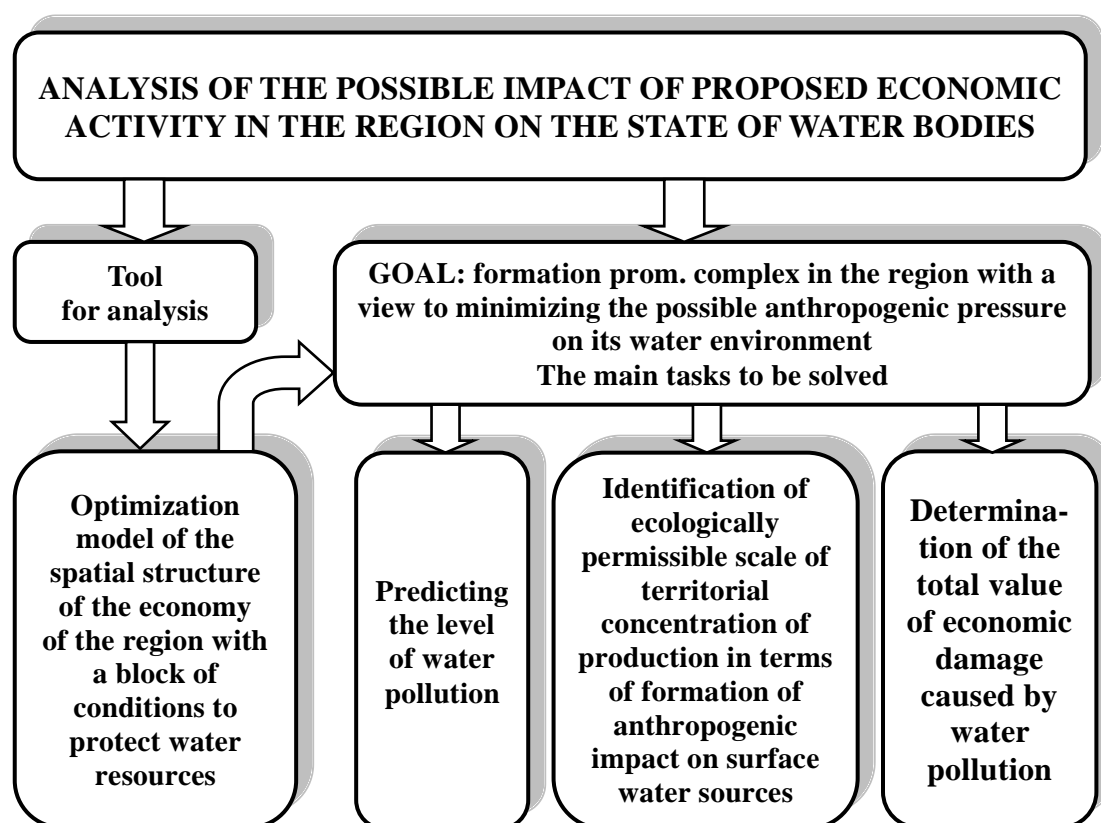 ANALYSIS OF THE POSSIBLE IMPACT OF PROPOSED ECONOMIC
ACTIVITY IN THE REGION ON THE STATE OF WATER BODIES
Tool
for analysis
GOAL: formation prom. complex in the region with a
view to minimizing the possible anthropogenic pressure
on its water environment
The main tasks to be solved
Optimization
model of the
spatial structure
of the economy
of the region with
a block of
conditions to
protect water
resources
Predicting
the level
of water
pollution
Identification of
ecologically
permissible scale of
territorial
concentration of
production in terms
of formation of
anthropogenic
impact on surface
water sources
Determina-
tion of the
total value
of economic
damage
caused by
water
pollution